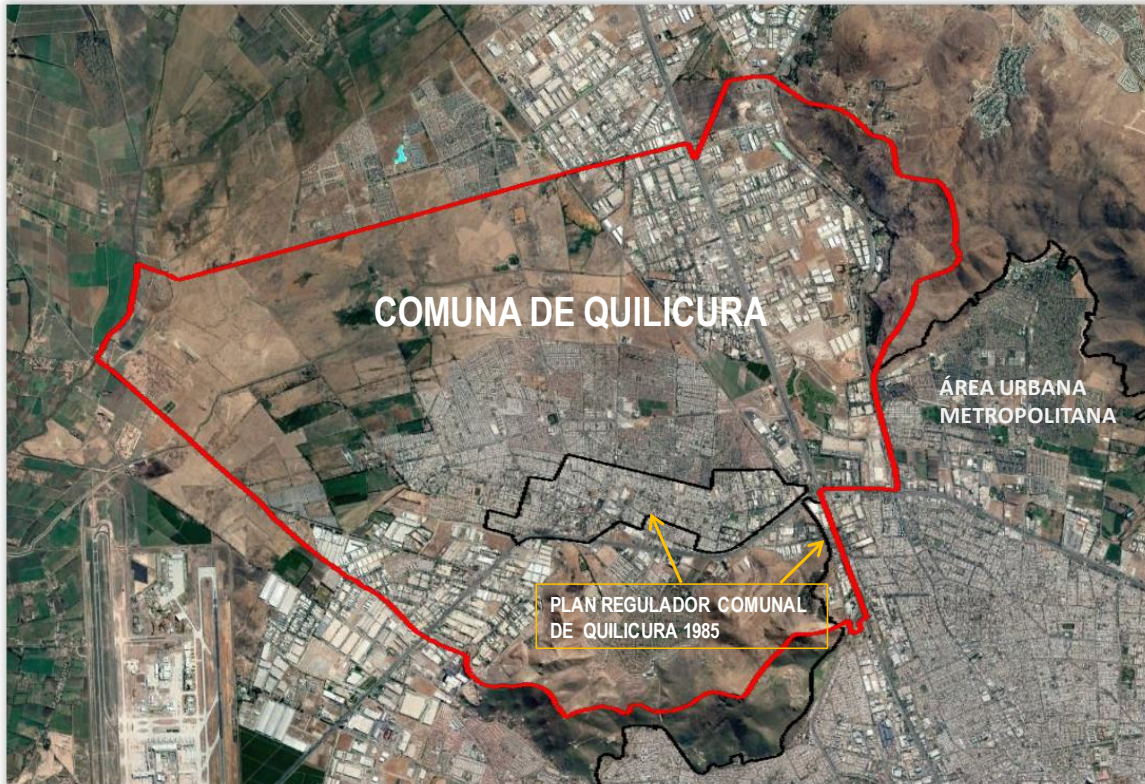 COMUNA DE QUILICURA
ÁREA URBANA
METROPOLITANA
PLAN REGULADOR COMUNAL
DE QUILICURA 1985